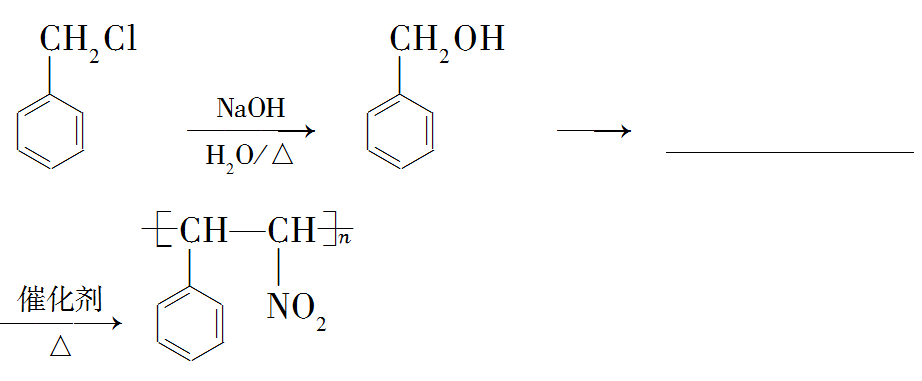 CH₂Cl
CH₂OH
NaOH
H₂O/△
CH—CH
n
NO₂
催化剂
△